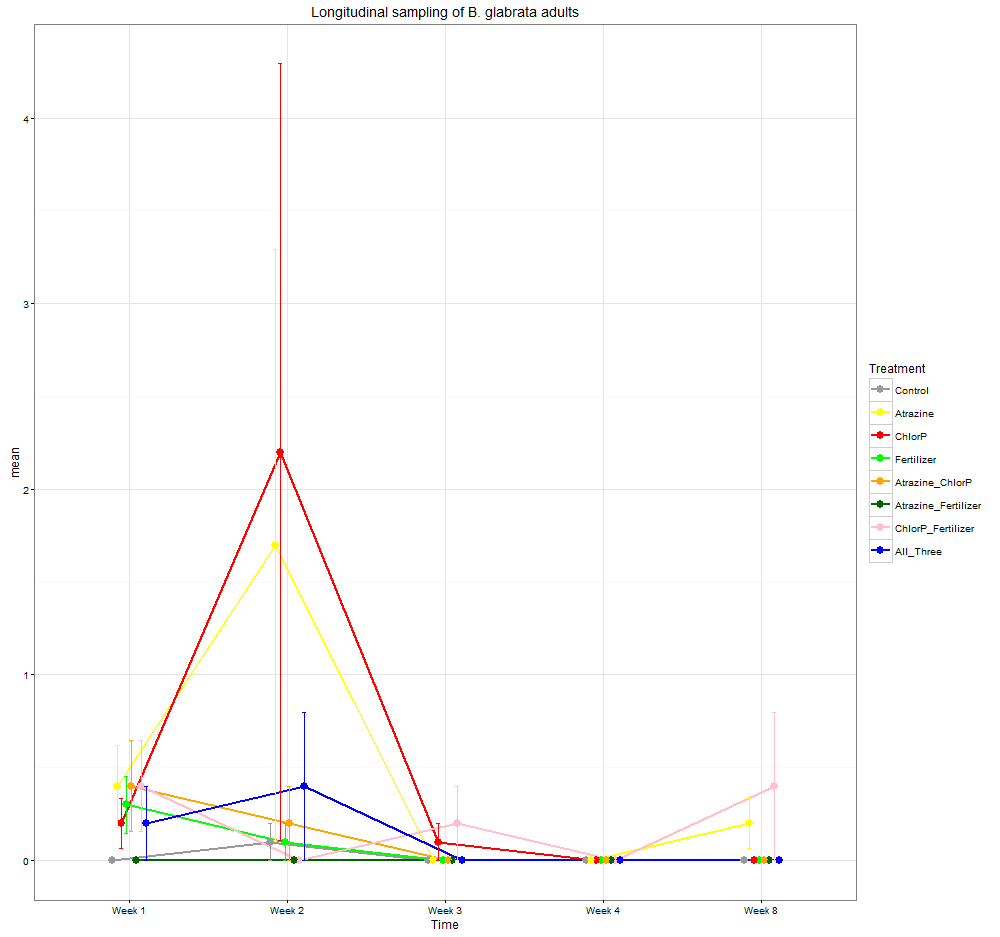 Longitudinal sampling of B. glabrata adults
4
3
2
1
0
mean
Week 1 Week 2 Week 3 Week 4 Week 8
Time
Treatment
Control
Atrazine
ChlorP
Fertilizer
Atrazine_ChlorP
Atrazine_Fertilizer
ChlorP_Fertilizer
All_Three